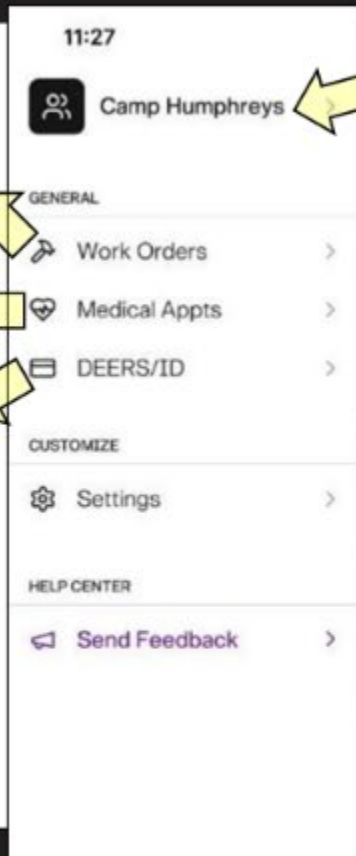 11:27
Camp Humphreys
GENERAL
Work Orders
Medical Appts
DEERS/ID
CUSTOMIZE
Settings
HELP CENTER
Send Feedback